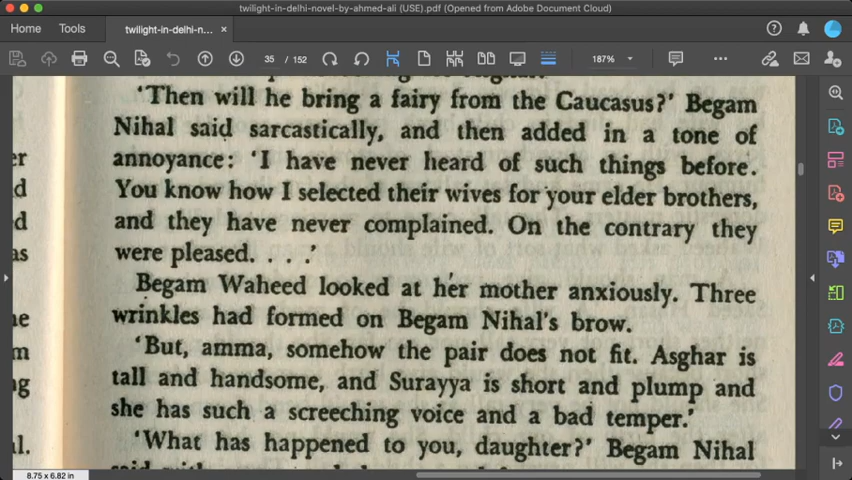 twilight-in-delhi-novel-by-ahmed-ali (USE).pdf (Opened from Adobe Document Cloud)
Home Tools twilight-in-delhi-n... × Sign In
35 / 152 187%
'Then will he bring a fairy from the Caucasus?' Begam
Nihal said sarcastically, and then added in a tone of
annoyance: 'I have never heard of such things before.
You know how I selected their wives for your elder brothers,
and they have never complained. On the contrary they
were pleased. . . .'
Begam Waheed looked at her mother anxiously. Three
wrinkles had formed on Begam Nihal's brow.
'But, amma, somehow the pair does not fit. Asghar is
tall and handsome, and Surayya is short and plump and
she has such a screeching voice and a bad temper.'
'What has happened to you, daughter?' Begam Nihal
8.75 x 6.82 in